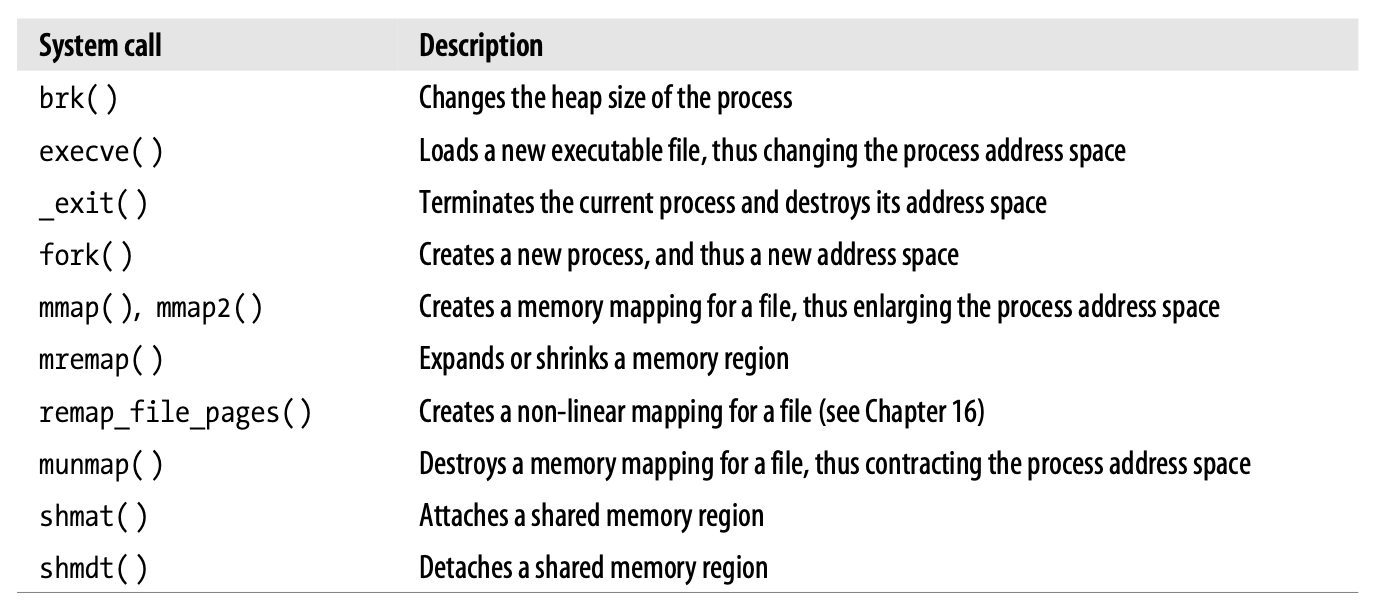 System call Description
brk( ) Changes the heap size of the process
execve( ) Loads a new executable file, thus changing the process address space
_exit( ) Terminates the current process and destroys its address space
fork( ) Creates a new process, and thus a new address space
mmap( ), mmap2( ) Creates a memory mapping for a file, thus enlarging the process address space
mremap( ) Expands or shrinks a memory region
remap_file_pages() Creates a non-linear mapping for a file (see Chapter 16)
munmap( ) Destroys a memory mapping for a file, thus contracting the process address space
shmat( ) Attaches a shared memory region
shmdt( ) Detaches a shared memory region